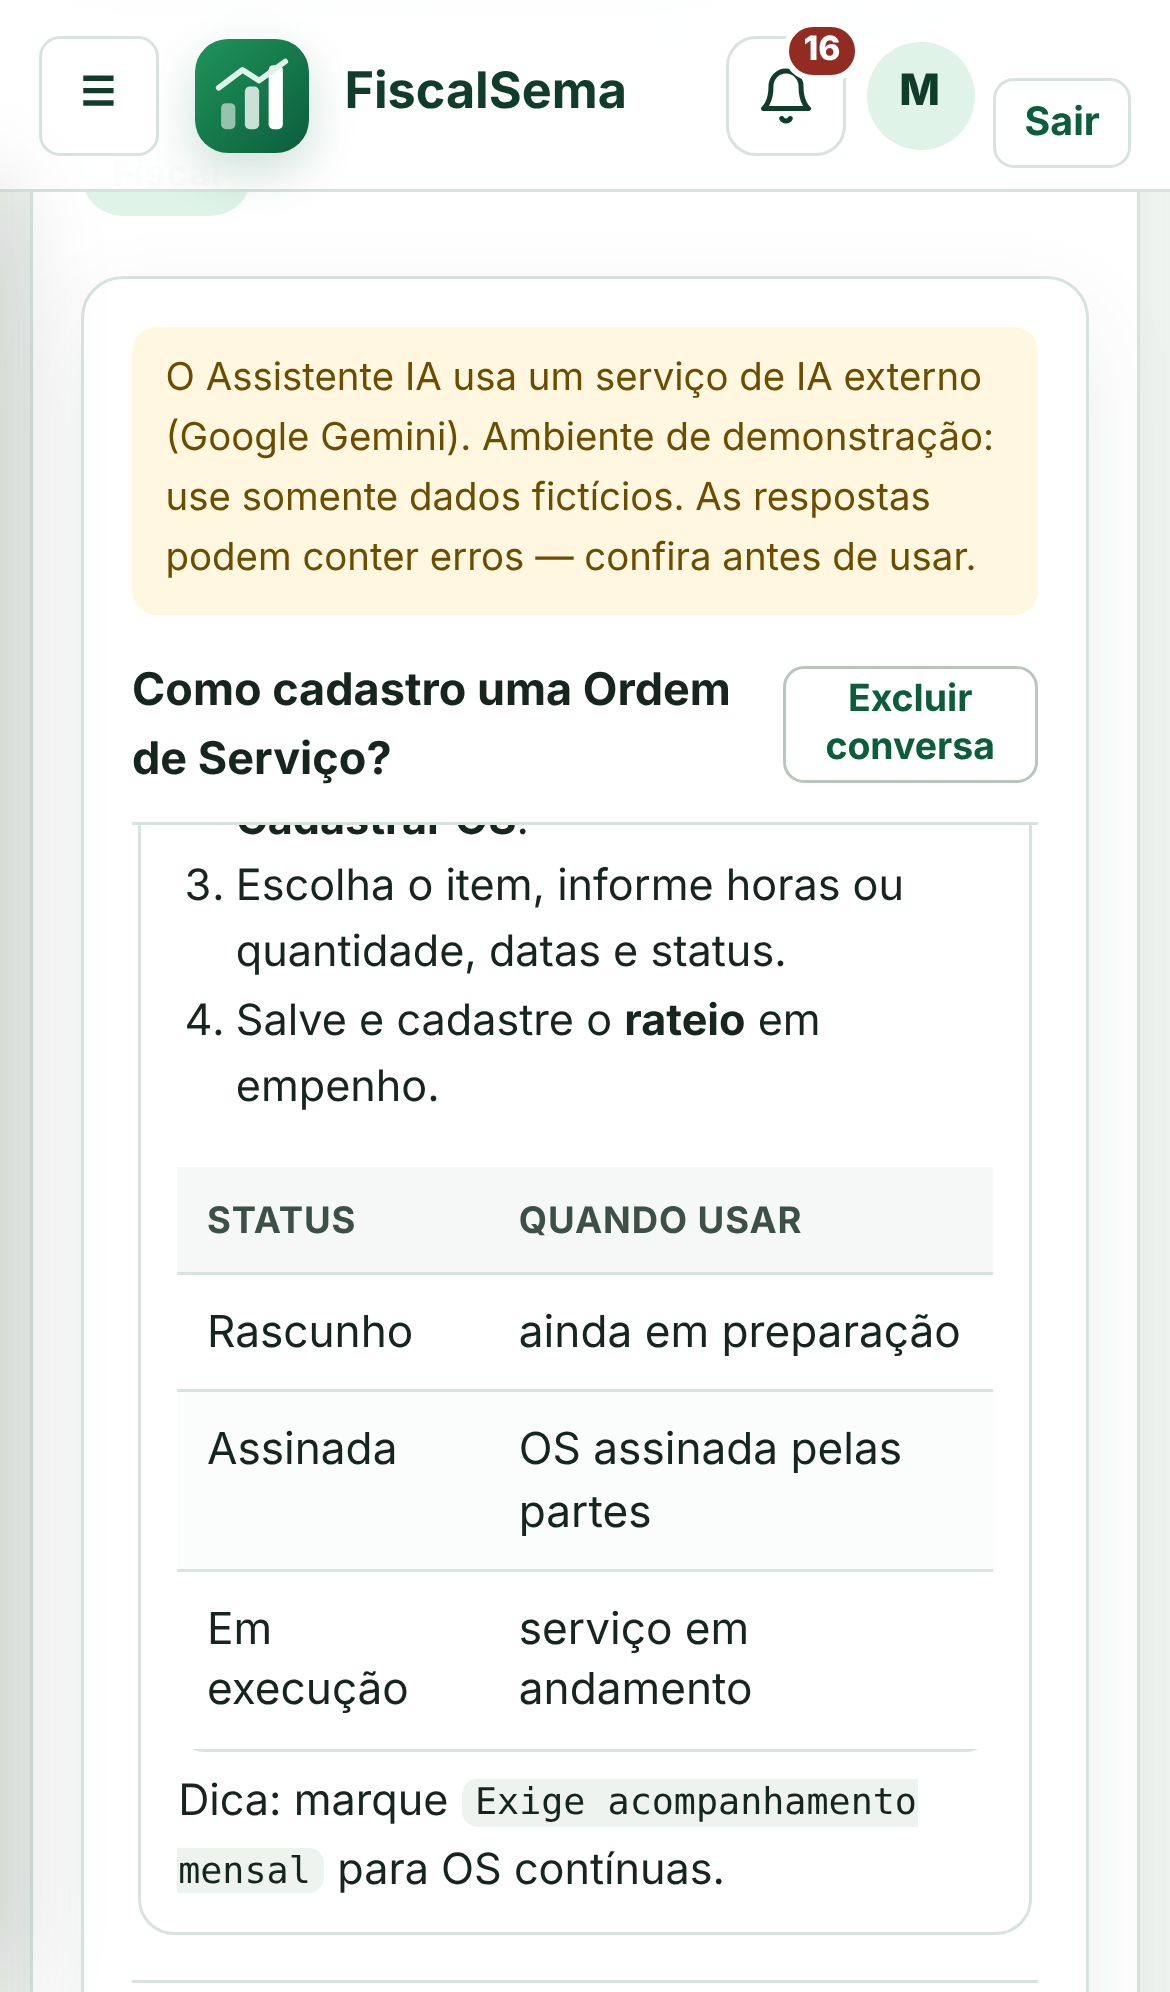 ☰
FiscalSema
16
M
Sair
Fiscal
O Assistente IA usa um serviço de IA externo
(Google Gemini). Ambiente de demonstração:
use somente dados fictícios. As respostas
podem conter erros — confira antes de usar.
Como cadastro uma Ordem
de Serviço?
Excluir
conversa
Cadastrar OS.
3. Escolha o item, informe horas ou
quantidade, datas e status.
4. Salve e cadastre o rateio em
empenho.
STATUS QUANDO USAR
Rascunho ainda em preparação
Assinada OS assinada pelas
partes
Em serviço em
execução andamento
Dica: marque Exige acompanhamento
mensal para OS contínuas.